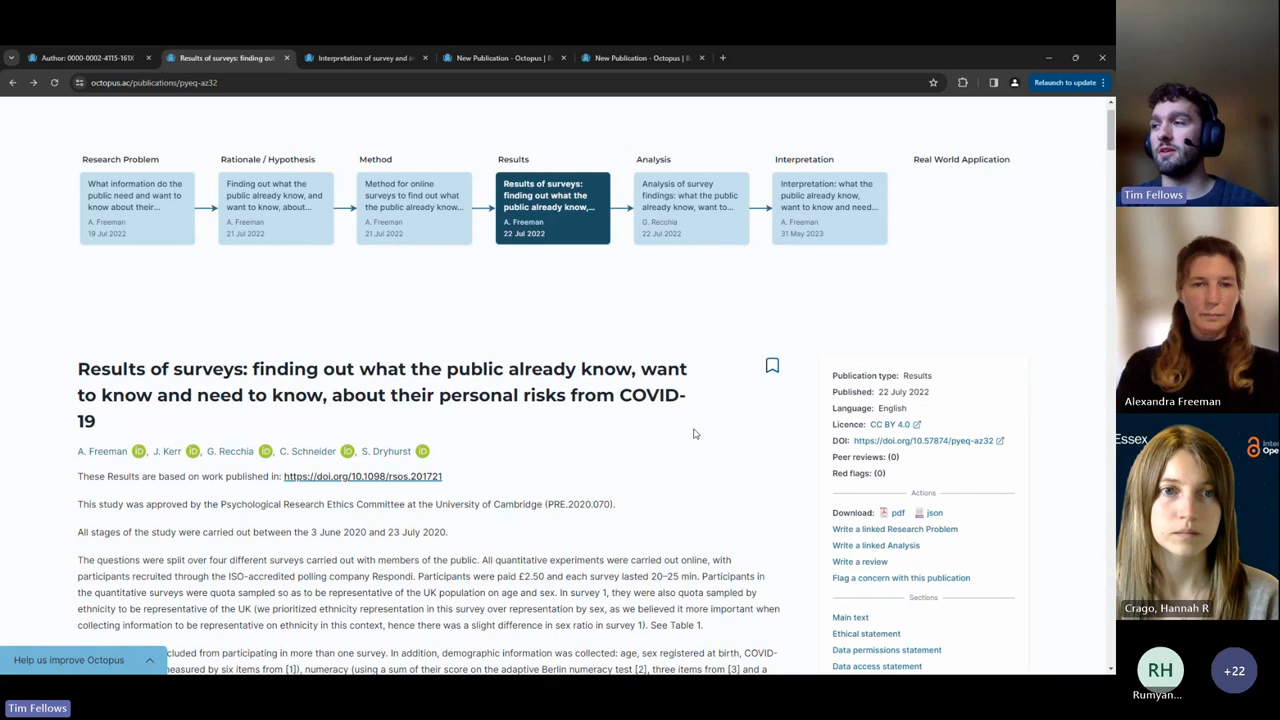 Author: 0000-0002-4115-161X
Results of surveys: finding out
Interpretation of survey and in
New Publication - Octopus | B
New Publication - Octopus | B
octopus.ac/publications/pyeq-az32
Relaunch to update
Research Problem
Rationale / Hypothesis
Method
Results
Analysis
Interpretation
Real World Application
What information do the
public need and want to
know about their...
A. Freeman
19 Jul 2022
Finding out what the
public already know, and
want to know, about...
A. Freeman
21 Jul 2022
Method for online
surveys to find out what
the public already know...
A. Freeman
21 Jul 2022
Results of surveys:
finding out what the
public already know,...
A. Freeman
22 Jul 2022
Analysis of survey
findings: what the public
already know, want to...
G. Recchia
22 Jul 2022
Interpretation: what the
public already know,
want to know and need...
A. Freeman
31 May 2023
Results of surveys: finding out what the public already know, want
to know and need to know, about their personal risks from COVID-
19
A. Freeman iD J. Kerr iD G. Recchia iD C. Schneider iD S. Dryhurst iD
These Results are based on work published in: https://doi.org/10.1098/rsos.201721
This study was approved by the Psychological Research Ethics Committee at the University of Cambridge (PRE.2020.070).
All stages of the study were carried out between the 3 June 2020 and 23 July 2020.
The questions were split over four different surveys carried out with members of the public. All quantitative experiments were carried out online, with
participants recruited through the ISO-accredited polling company Respondi. Participants were paid £2.50 and each survey lasted 20–25 min. Participants in
the quantitative surveys were quota sampled so as to be representative of the UK population on age and sex. In survey 1, they were also quota sampled by
ethnicity to be representative of the UK (we prioritized ethnicity representation in this survey over representation by sex, as we believed it more important when
collecting information to be representative on ethnicity in this context, hence there was a slight difference in sex ratio in survey 1). See Table 1.
cluded from participating in more than one survey. In addition, demographic information was collected: age, sex registered at birth, COVID-
measured by six items from [1]), numeracy (using a sum of their score on the adaptive Berlin numeracy test [2], three items from [3] and a
Help us improve Octopus
Publication type: Results
Published: 22 July 2022
Language: English
Licence: CC BY 4.0
DOI: https://doi.org/10.57874/pyeq-az32
Peer reviews: (0)
Red flags: (0)
Actions
Download: pdf json
Write a linked Research Problem
Write a linked Analysis
Write a review
Flag a concern with this publication
Sections
Main text
Ethical statement
Data permissions statement
Data access statement
Tim Fellows
Alexandra Freeman
Essex
Crago, Hannah R
RH
Rumyan...
+22
Tim Fellows